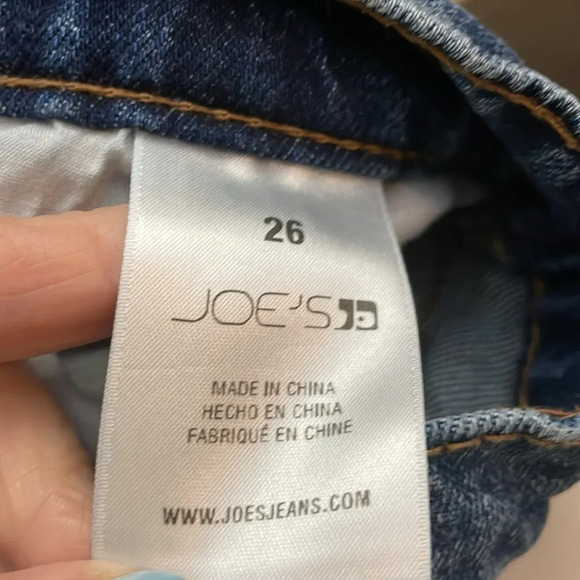 26
JOE'S
MADE IN CHINA
HECHO EN CHINA
FABRIQUÉ EN CHINE
WWW.JOESJEANS.COM